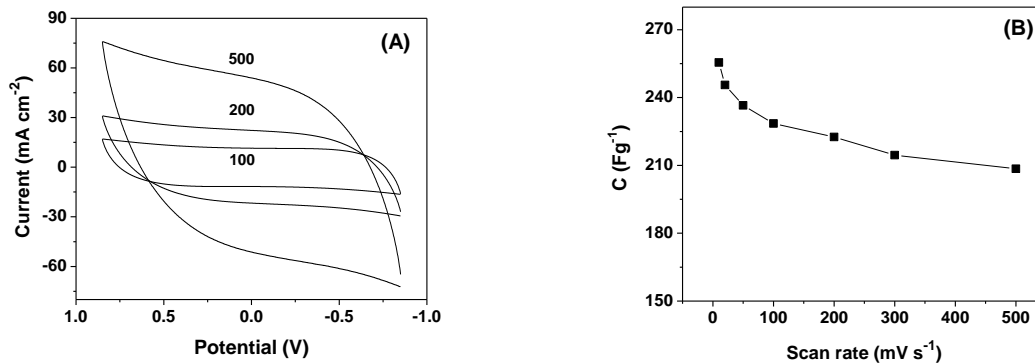 (A)
90
60
30
0
-30
-60
500
200
100
1.0 0.5 0.0 -0.5 -1.0
Current (mA cm-2)
Potential (V)
(B)
270
240
210
180
150
0 100 200 300 400 500
C (Fg-1)
Scan rate (mV s-1)